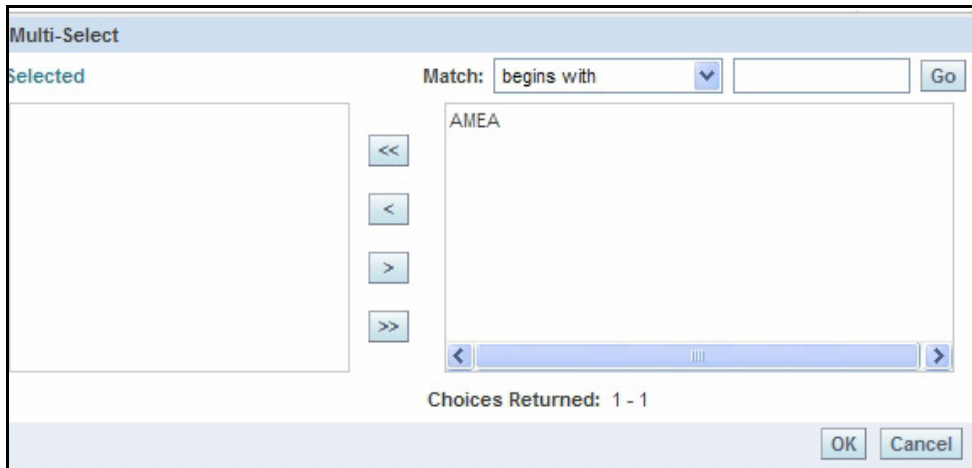 Multi-Select
Selected
Match: begins with Go
AMEA
<<
<
>
>>
Choices Returned: 1 - 1
OK Cancel